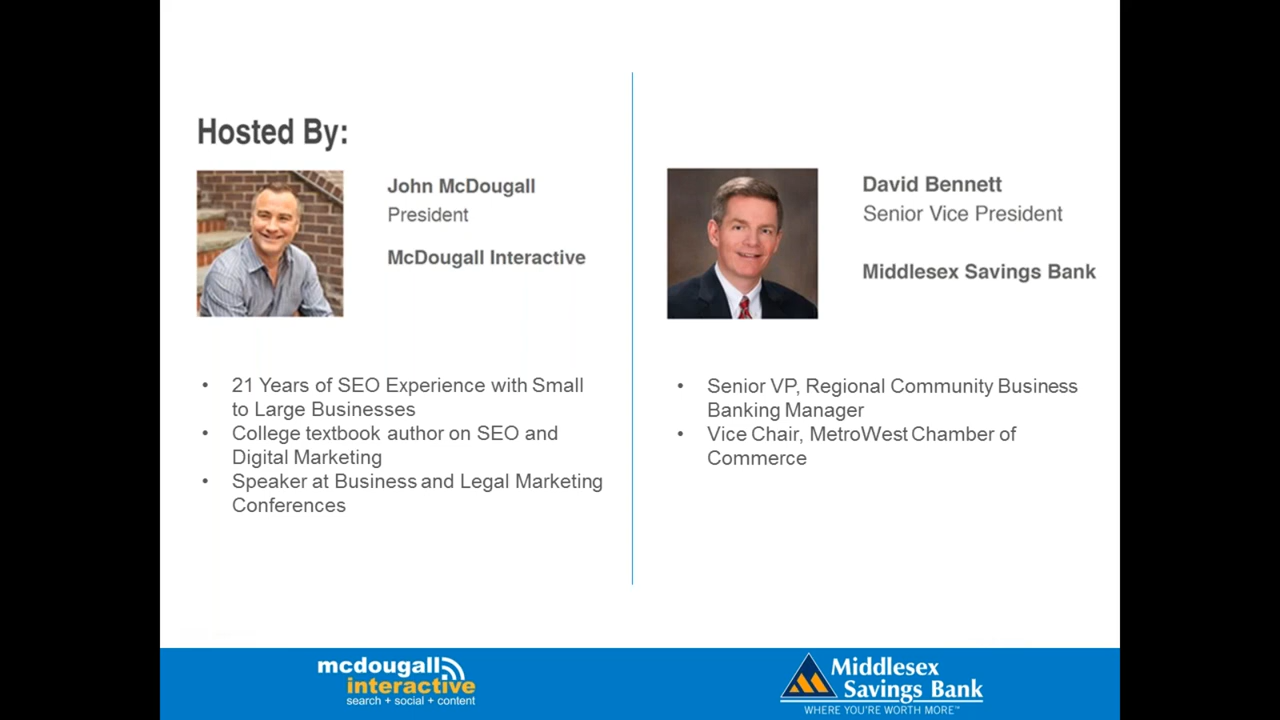 Hosted By:
John McDougall
President
McDougall Interactive
• 21 Years of SEO Experience with Small
to Large Businesses
• College textbook author on SEO and
Digital Marketing
• Speaker at Business and Legal Marketing
Conferences
David Bennett
Senior Vice President
Middlesex Savings Bank
• Senior VP, Regional Community Business
Banking Manager
• Vice Chair, MetroWest Chamber of
Commerce
mcdougall
interactive
search + social + content
Middlesex
Savings Bank
WHERE YOU'RE WORTH MORE™